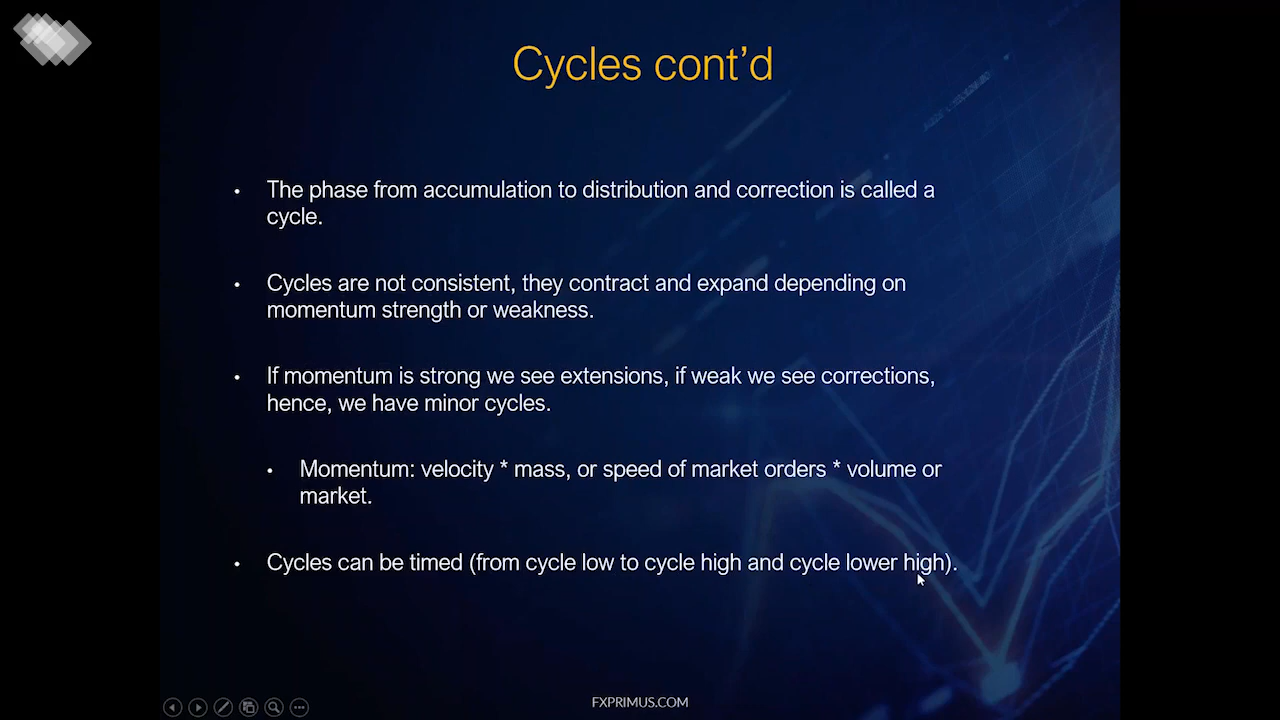 Cycles cont’d
• The phase from accumulation to distribution and correction is called a
cycle.
• Cycles are not consistent, they contract and expand depending on
momentum strength or weakness.
• If momentum is strong we see extensions, if weak we see corrections,
hence, we have minor cycles.
• Momentum: velocity * mass, or speed of market orders * volume or
market.
• Cycles can be timed (from cycle low to cycle high and cycle lower high).
FXPRIMUS.COM